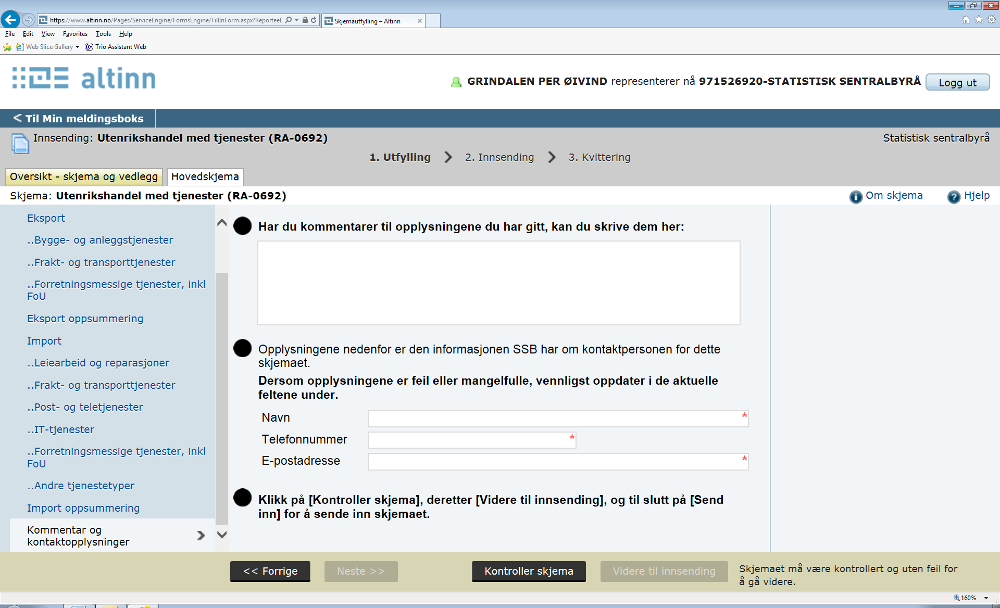 https://www.altinn.no/Pages/ServiceEngine/FormsEngine/FillInForm.aspx?ReporteeE
Skjemautfylling – Altinn
File Edit View Favorites Tools Help
Web Slice Gallery Trio Assistant Web
altinn
GRINDALEN PER ØIVIND representerer nå 971526920-STATISTISK SENTRALBYRÅ Logg ut
< Til Min meldingsboks
Innsending: Utenrikshandel med tjenester (RA-0692) Statistisk sentralbyrå
1. Utfylling 2. Innsending 3. Kvittering
Oversikt - skjema og vedlegg Hovedskjema
Skjema: Utenrikshandel med tjenester (RA-0692) Om skjema Hjelp
Eksport
..Bygge- og anleggstjenester
..Frakt- og transporttjenester
..Forretningsmessige tjenester, inkl
FoU
Eksport oppsummering
Import
..Leiearbeid og reparasjoner
..Frakt- og transporttjenester
..Post- og teletjenester
..IT-tjenester
..Forretningsmessige tjenester, inkl
FoU
..Andre tjenestetyper
Import oppsummering
Kommentar og
kontaktopplysninger
Har du kommentarer til opplysningene du har gitt, kan du skrive dem her:
Opplysningene nedenfor er den informasjonen SSB har om kontaktpersonen for dette
skjemaet.
Dersom opplysningene er feil eller mangelfulle, vennligst oppdater i de aktuelle
feltene under.
Navn *
Telefonnummer *
E-postadresse *
Klikk på [Kontroller skjema], deretter [Videre til innsending], og til slutt på [Send
inn] for å sende inn skjemaet.
<< Forrige Neste >> Kontroller skjema Videre til innsending
Skjemaet må være kontrollert og uten feil for
å gå videre.
160%